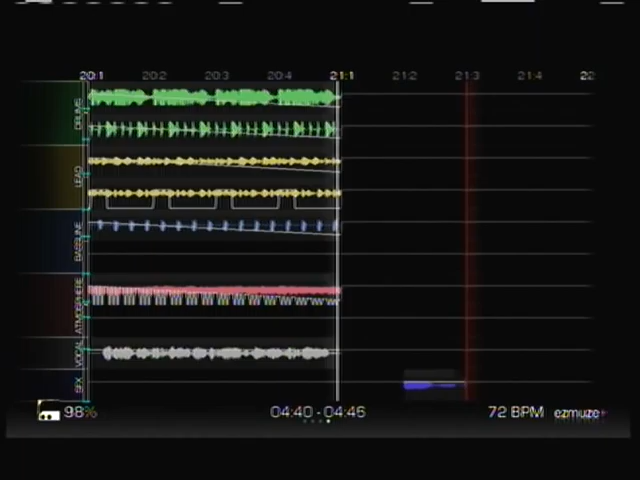 20:1 20:2 20:3 20:4 21:1 21:2 21:3 21:4 22
DRUMS
LEAD
BASSLINE
ATMOSPHERE
VOCAL
SFX
98% 04:40 - 04:46 72 BPM ezmuze+